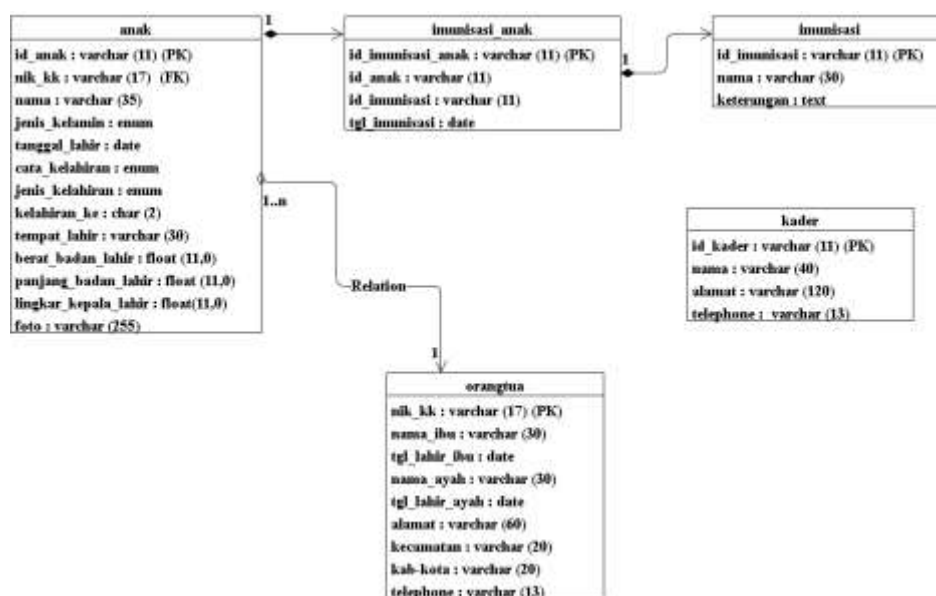 anak
id_anak : varchar (11) (PK)
nik_kk : varchar (17) (FK)
nama : varchar (35)
jenis_kelamin : enum
tanggal_lahir : date
cata_kelahiran : enum
jenis_kelahiran : enum
kelahiran_ke : char (2)
tempat_lahir : varchar (30)
berat_badan_lahir : float (11,0)
panjang_badan_lahir : float (11,0)
lingkar_kepala_lahir : float(11,0)
foto : varchar (255)
1
imunisasi_anak
id_imunisasi_anak : varchar (11) (PK)
id_anak : varchar (11)
id_imunisasi : varchar (11)
tgl_imunisasi : date
1
imunisasi
id_imunisasi : varchar (11) (PK)
nama : varchar (30)
keterangan : text
1..n
Relation
1
kader
id_kader : varchar (11) (PK)
nama : varchar (40)
alamat : varchar (120)
telephone : varchar (13)
orangtua
nik_kk : varchar (17) (PK)
nama_ibu : varchar (30)
tgl_lahir_ibu : date
nama_ayah : varchar (30)
tgl_lahir_ayah : date
alamat : varchar (60)
kecamatan : varchar (20)
kab-kota : varchar (20)
telephone : varchar (13)